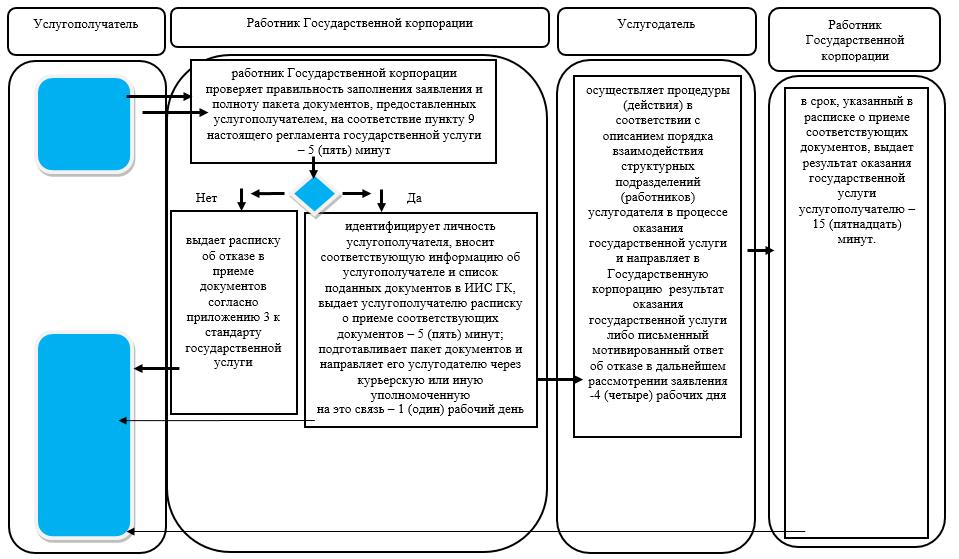 Услугополучатель
Работник Государственной корпорации
Услугодатель
Работник
Государственной
корпорации
работник Государственной корпорации
проверяет правильность заполнения заявления и
полноту пакета документов, предоставленных
услугополучателем, на соответствие пункту 9
настоящего регламента государственной услуги
– 5 (пять) минут
Нет
Да
выдает расписку
об отказе в
приеме
документов
согласно
приложению 3 к
стандарту
государственной
услуги
идентифицирует личность
услугополучателя, вносит
соответствующую информацию об
услугополучателе и список
поданных документов в ИИС ГК,
выдает услугополучателю расписку
о приеме соответствующих
документов – 5 (пять) минут;
подготавливает пакет документов и
направляет его услугодателю через
курьерскую или иную
уполномоченную
на это связь – 1 (один) рабочий день
осуществляет процедуры
(действия) в
соответствии с
описанием порядка
взаимодействия
структурных
подразделений
(работников)
услугодателя в процессе
оказания
государственной услуги
и направляет в
Государственную
корпорацию результат
оказания
государственной услуги
либо письменный
мотивированный ответ
об отказе в дальнейшем
рассмотрении заявления
-4 (четыре) рабочих дня
в срок, указанный в
расписке о приеме
соответствующих
документов, выдает
результат оказания
государственной
услуги
услугополучателю –
15 (пятнадцать)
минут.